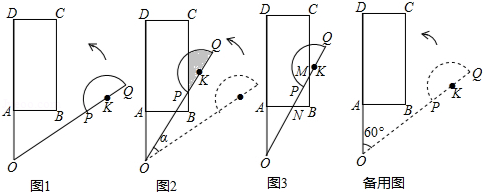 D C Q K A B P O
D C Q K P A B α O
D C Q M K P A N B O
D C Q K P A B 60° O
图1 图2 图3 备用图